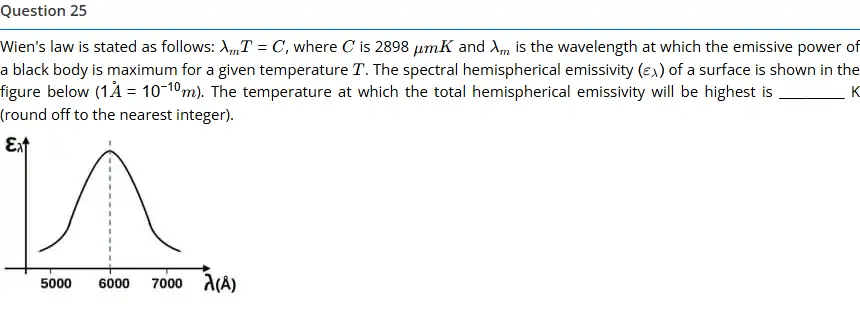 Question 25
Wien's law is stated as follows: λₘT = C, where C is 2898 μmK and λₘ is the wavelength at which the emissive power of
a black body is maximum for a given temperature T. The spectral hemispherical emissivity (ελ) of a surface is shown in the
figure below (1Å = 10⁻¹⁰m). The temperature at which the total hemispherical emissivity will be highest is ________ K
(round off to the nearest integer).
ελ
5000 6000 7000 λ(Å)